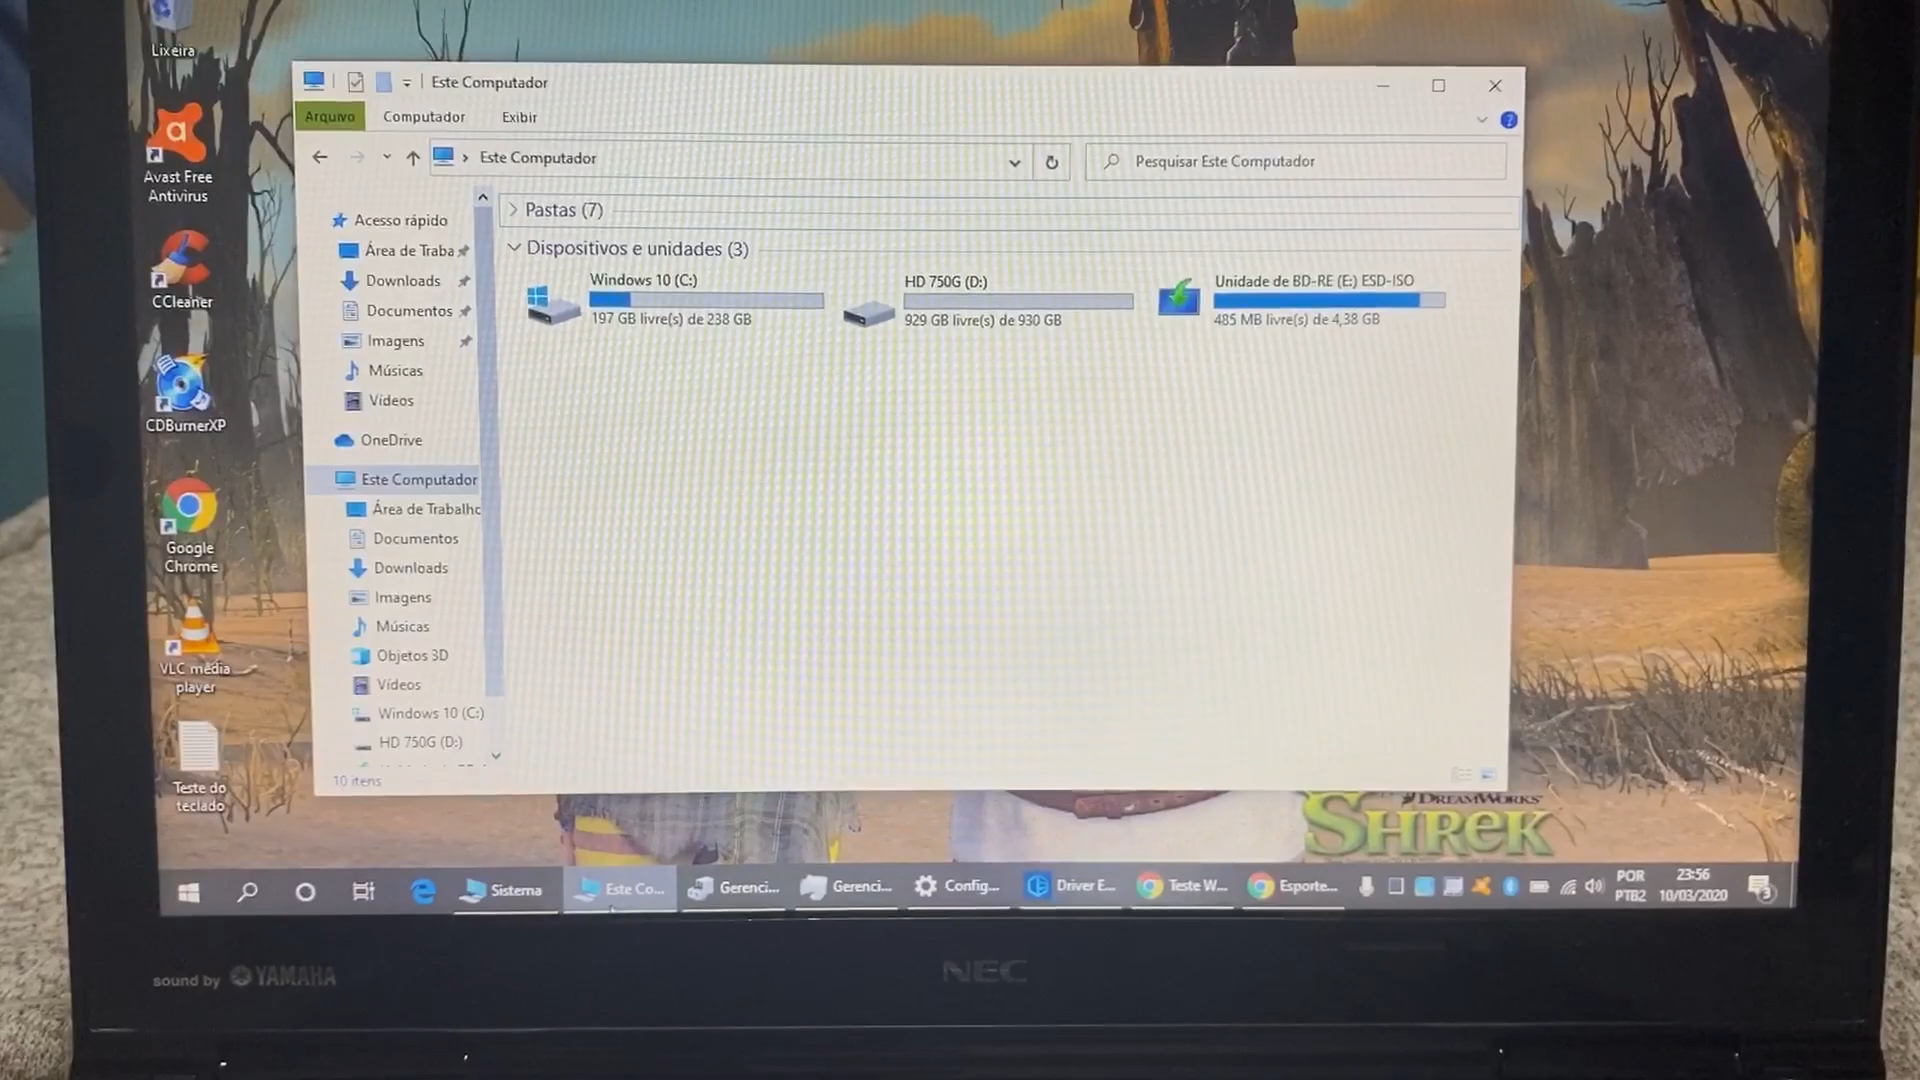 Lixeira
Avast Free
Antivirus
CCleaner
CDBurnerXP
Google
Chrome
VLC media
player
Teste do
teclado
Este Computador
Arquivo
Computador
Exibir
Este Computador
Pesquisar Este Computador
Acesso rápido
Área de Traba
Downloads
Documentos
Imagens
Músicas
Vídeos
OneDrive
Este Computador
Área de Trabalho
Documentos
Downloads
Imagens
Músicas
Objetos 3D
Vídeos
Windows 10 (C:)
HD 750G (D:)
10 itens
Pastas (7)
Dispositivos e unidades (3)
Windows 10 (C:)
197 GB livre(s) de 238 GB
HD 750G (D:)
929 GB livre(s) de 930 GB
Unidade de BD-RE (E:) ESD-ISO
485 MB livre(s) de 4,38 GB
DREAMWORKS
SHREK
Sistema
Este Co...
Gerenci...
Gerenci...
Config...
Driver E...
Teste W...
Esporte...
POR
PTB2
23:56
10/03/2020
3
sound by YAMAHA
NEC